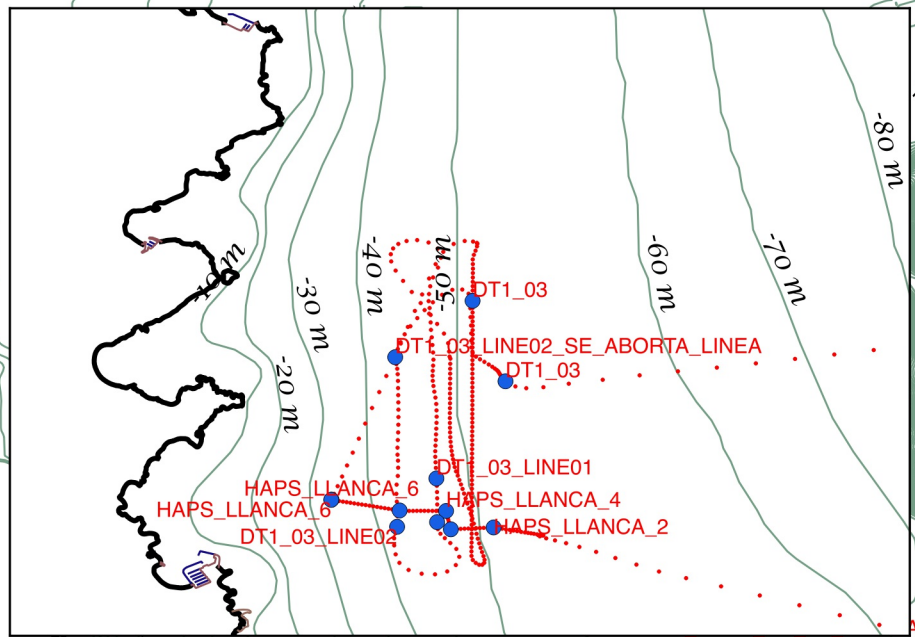 -80 m
-10 m
-40 m
-50 m
-60 m
-70 m
-30 m
DT1_03
DT1_03_LINE02_SE_ABORTA_LINEA
DT1_03
-20 m
DT1_03_LINE01
HAPS_LLANCA_6
HAPS_LLANCA_4
HAPS_LLANCA_6
HAPS_LLANCA_2
DT1_03_LINE02